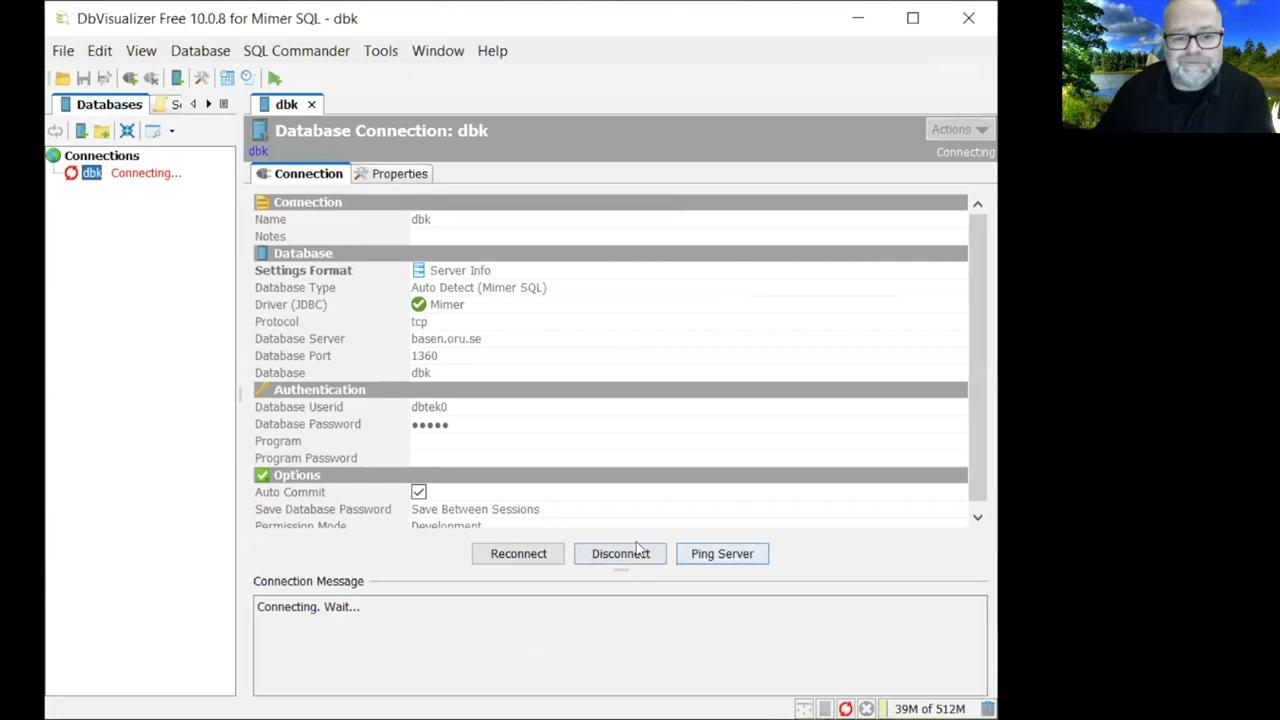 DbVisualizer Free 10.0.8 for Mimer SQL - dbk
File Edit View Database SQL Commander Tools Window Help
Databases
dbk
Database Connection: dbk
Actions
dbk
Connecting
Connections
dbk Connecting...
Connection Properties
Connection
Name dbk
Notes
Database
Settings Format Server Info
Database Type Auto Detect (Mimer SQL)
Driver (JDBC) Mimer
Protocol tcp
Database Server basen.oru.se
Database Port 1360
Database dbk
Authentication
Database Userid dbtek0
Database Password ●●●●●
Program
Program Password
Options
Auto Commit
Save Database Password Save Between Sessions
Permission Mode Development
Reconnect Disconnect Ping Server
Connection Message
Connecting. Wait...
39M of 512M